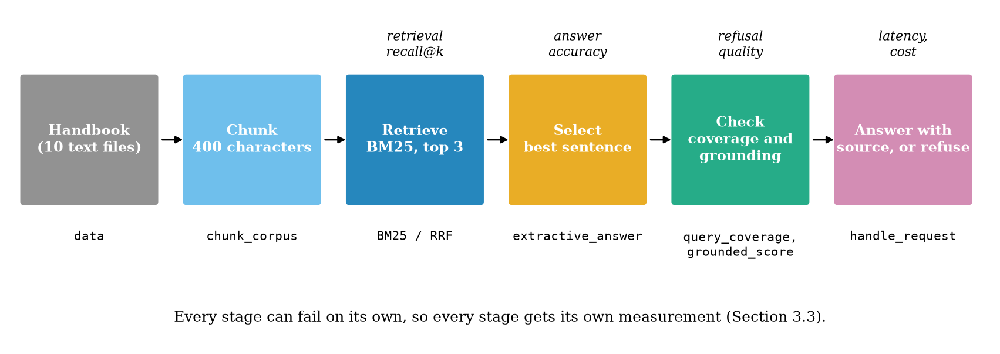 retrieval
recall@k
answer
accuracy
refusal
quality
latency,
cost
Handbook
(10 text files)
Chunk
400 characters
Retrieve
BM25, top 3
Select
best sentence
Check
coverage and
grounding
Answer with
source, or refuse
data
chunk_corpus
BM25 / RRF
extractive_answer
query_coverage,
grounded_score
handle_request
Every stage can fail on its own, so every stage gets its own measurement (Section 3.3).